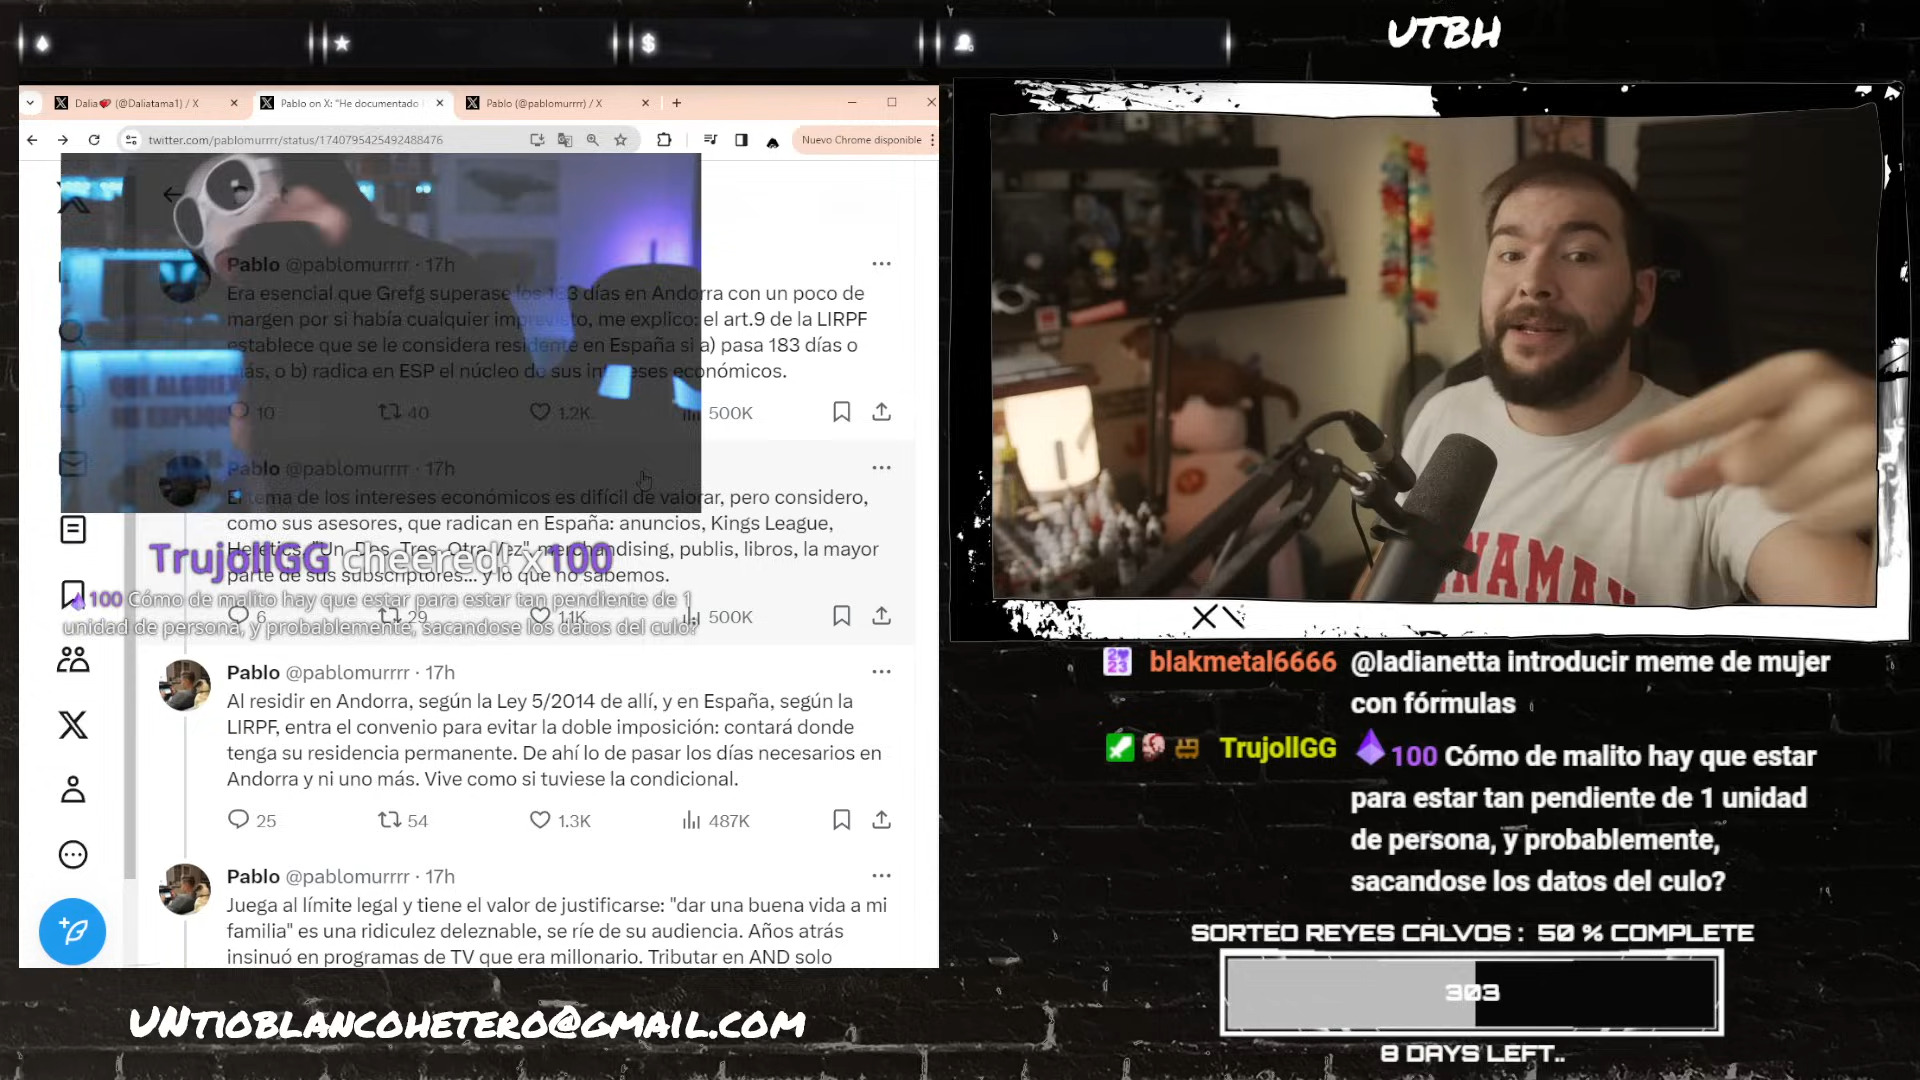 UTBH
Dalia (@Daliatama1) / X
Pablo on X: "He documentado
Pablo (@pablomurrrr) / X
twitter.com/pablomurrrr/status/1740795425492488476
Nuevo Chrome disponible
Pablo @pablomurrrr · 17h
Era esencial que Grefg superase los 183 días en Andorra con un poco de
margen por si había cualquier imprevisto, me explico: el art.9 de la LIRPF
establece que se le considera residente en España si a) pasa 183 días o
más, o b) radica en ESP el núcleo de sus intereses económicos.
10 40 1.2K 500K
QUE ALGUIEN
ME EXPLIQUE
Pablo @pablomurrrr · 17h
El tema de los intereses económicos es difícil de valorar, pero considero,
como sus asesores, que radican en España: anuncios, Kings League,
Heretics, "Un, Dos, Tres, Otra Vez", merchandising, publis, libros, la mayor
parte de sus subscriptores... y lo que no sabemos.
6 29 1.1K 500K
TrujollGG cheered! x100
100 Cómo de malito hay que estar para estar tan pendiente de 1
unidad de persona, y probablemente, sacandose los datos del culo?
Pablo @pablomurrrr · 17h
Al residir en Andorra, según la Ley 5/2014 de allí, y en España, según la
LIRPF, entra el convenio para evitar la doble imposición: contará donde
tenga su residencia permanente. De ahí lo de pasar los días necesarios en
Andorra y ni uno más. Vive como si tuviese la condicional.
25 54 1.3K 487K
Pablo @pablomurrrr · 17h
Juega al límite legal y tiene el valor de justificarse: "dar una buena vida a mi
familia" es una ridiculez deleznable, se ríe de su audiencia. Años atrás
insinuó en programas de TV que era millonario. Tributar en AND solo
UNTIOBLANCOHETERO@GMAIL.COM
blakmetal6666 @ladianetta introducir meme de mujer
con fórmulas
TrujollGG 100 Cómo de malito hay que estar
para estar tan pendiente de 1 unidad
de persona, y probablemente,
sacandose los datos del culo?
SORTEO REYES CALVOS : 50 % COMPLETE
303
8 DAYS LEFT..